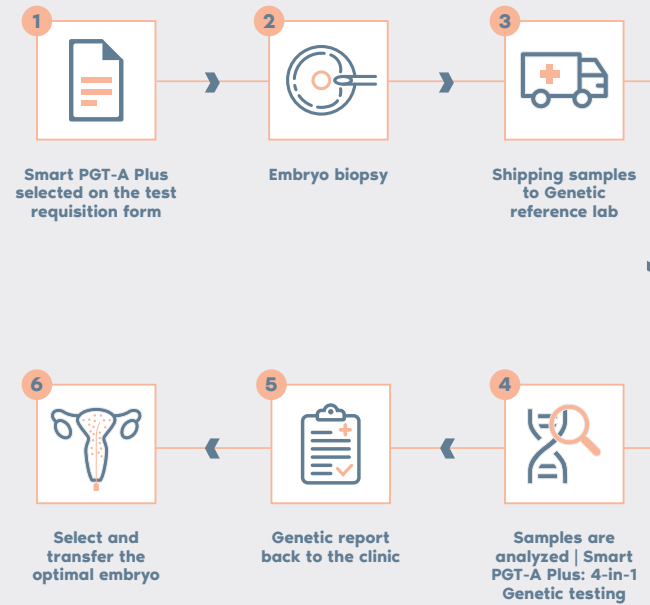 1
Smart PGT-A Plus
selected on the test
requisition form
2
Embryo biopsy
3
Shipping samples
to Genetic
reference lab
4
Samples are
analyzed | Smart
PGT-A Plus: 4-in-1
Genetic testing
5
Genetic report
back to the clinic
6
Select and
transfer the
optimal embryo